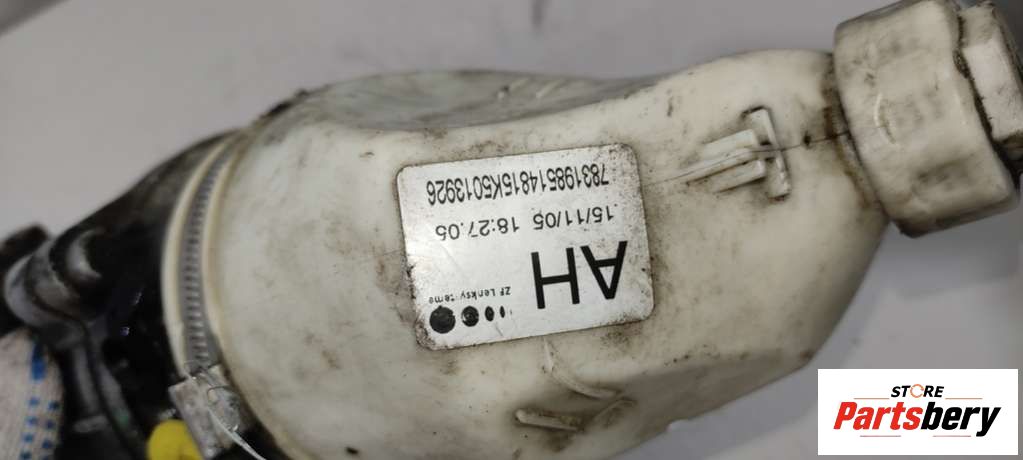 ZF Lenksysteme
AH
15/11/05 18:27.05
783198514815K5013926
STORE
Partsbery